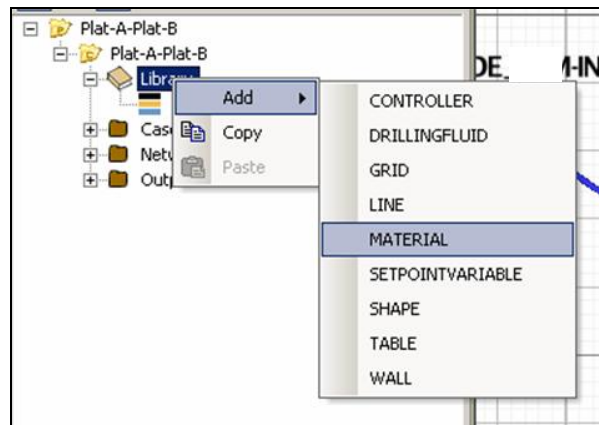 Plat-A-Plat-B
Plat-A-Plat-B
Library
Add
Copy
Paste
CONTROLLER
DRILLINGFLUID
GRID
LINE
MATERIAL
SETPOINTVARIABLE
SHAPE
TABLE
WALL